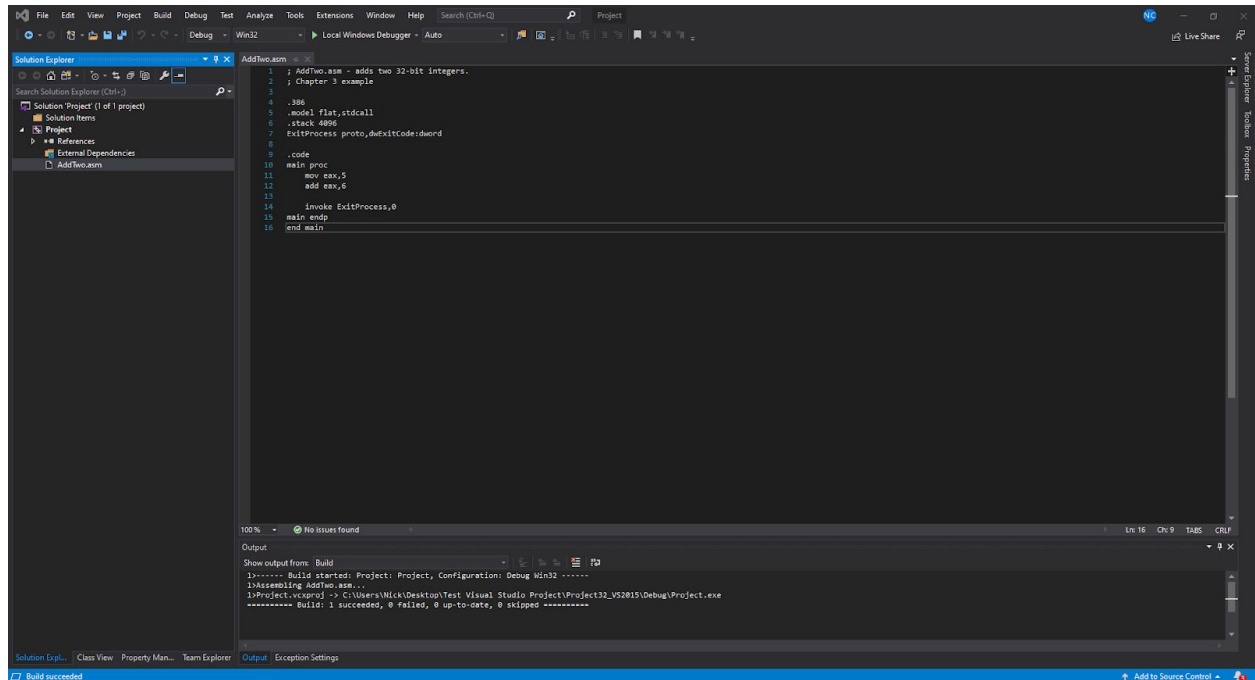 File Edit View Project Build Debug Test Analyze Tools Extensions Window Help Search (Ctrl+Q) Project NC
Debug Win32 Local Windows Debugger Auto Live Share
Solution Explorer
Search Solution Explorer (Ctrl+;)
Solution 'Project' (1 of 1 project)
Solution Items
Project
References
External Dependencies
AddTwo.asm
AddTwo.asm
1 ; AddTwo.asm - adds two 32-bit integers.
2 ; Chapter 3 example
3
4 .386
5 .model flat,stdcall
6 .stack 4096
7 ExitProcess proto,dwExitCode:dword
8
9 .code
10 main proc
11 mov eax,5
12 add eax,6
13
14 invoke ExitProcess,0
15 main endp
16 end main
100 % No issues found Ln: 16 Ch: 9 TABS CRLF
Output
Show output from: Build
1>------ Build started: Project: Project, Configuration: Debug Win32 ------
1>Assembling AddTwo.asm...
1>Project.vcxproj -> C:\Users\Nick\Desktop\Test Visual Studio Project\Project32_VS2015\Debug\Project.exe
========== Build: 1 succeeded, 0 failed, 0 up-to-date, 0 skipped ==========
Solution Expl... Class View Property Man... Team Explorer Output Exception Settings
Build succeeded Add to Source Control
Server Explorer
Toolbox
Properties